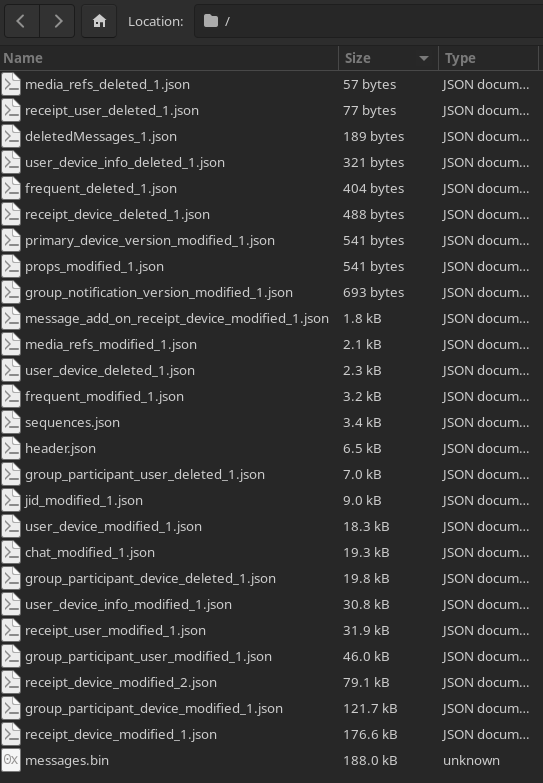 Location: /
Name Size Type
media_refs_deleted_1.json 57 bytes JSON docum...
receipt_user_deleted_1.json 77 bytes JSON docum...
deletedMessages_1.json 189 bytes JSON docum...
user_device_info_deleted_1.json 321 bytes JSON docum...
frequent_deleted_1.json 404 bytes JSON docum...
receipt_device_deleted_1.json 488 bytes JSON docum...
primary_device_version_modified_1.json 541 bytes JSON docum...
props_modified_1.json 541 bytes JSON docum...
group_notification_version_modified_1.json 693 bytes JSON docum...
message_add_on_receipt_device_modified_1.json 1.8 kB JSON docum...
media_refs_modified_1.json 2.1 kB JSON docum...
user_device_deleted_1.json 2.3 kB JSON docum...
frequent_modified_1.json 3.2 kB JSON docum...
sequences.json 3.4 kB JSON docum...
header.json 6.5 kB JSON docum...
group_participant_user_deleted_1.json 7.0 kB JSON docum...
jid_modified_1.json 9.0 kB JSON docum...
user_device_modified_1.json 18.3 kB JSON docum...
chat_modified_1.json 19.3 kB JSON docum...
group_participant_device_deleted_1.json 19.8 kB JSON docum...
user_device_info_modified_1.json 30.8 kB JSON docum...
receipt_user_modified_1.json 31.9 kB JSON docum...
group_participant_user_modified_1.json 46.0 kB JSON docum...
receipt_device_modified_2.json 79.1 kB JSON docum...
group_participant_device_modified_1.json 121.7 kB JSON docum...
receipt_device_modified_1.json 176.6 kB JSON docum...
0x messages.bin 188.0 kB unknown